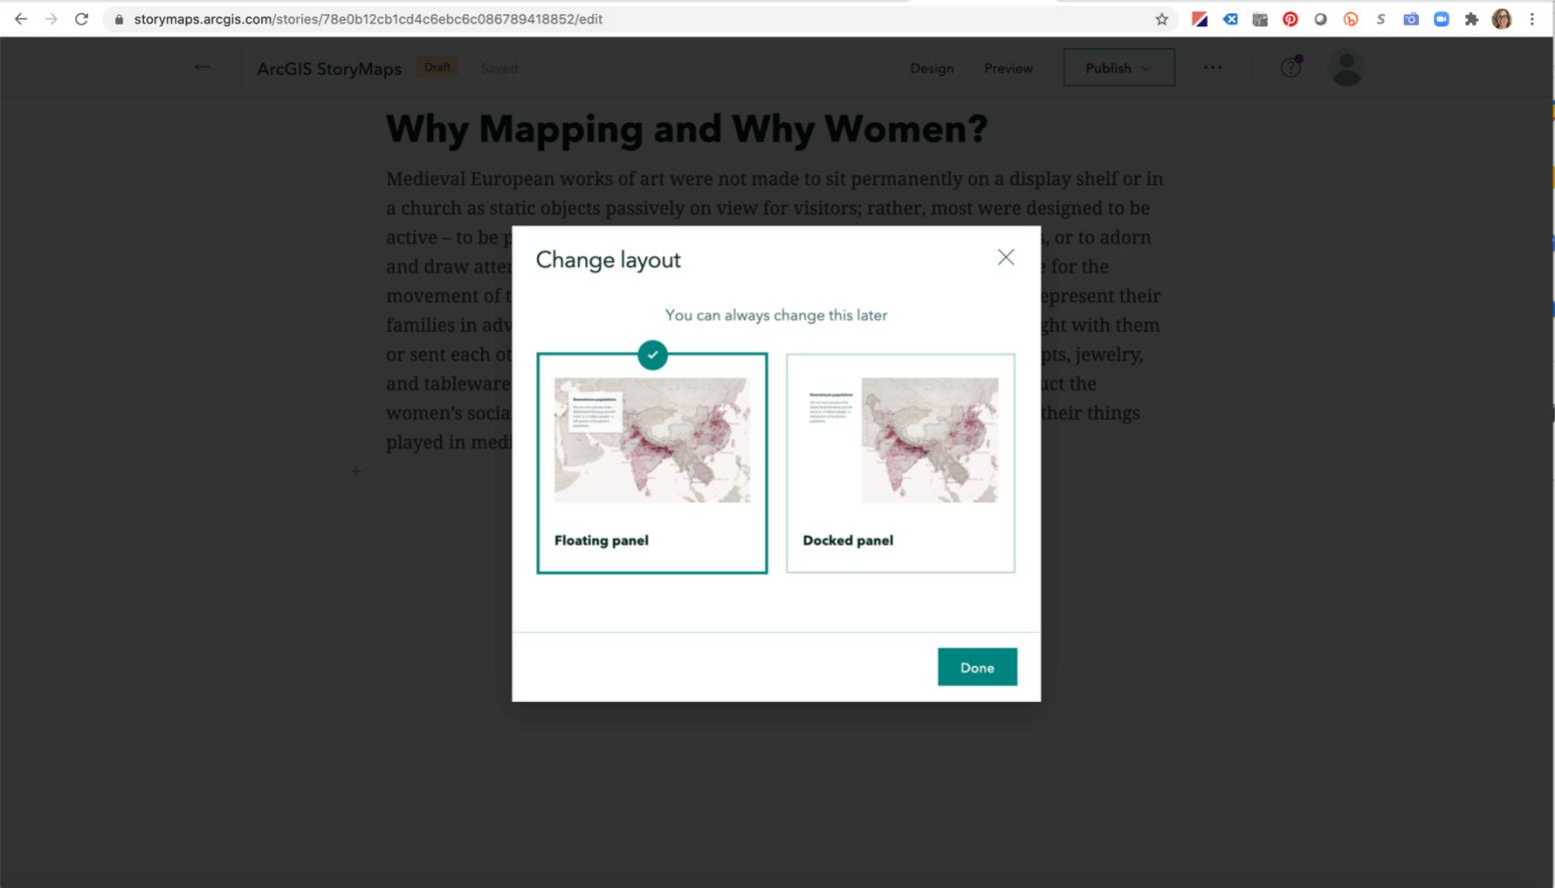 storymaps.arcgis.com/stories/78e0b12cb1cd4c6ebc6c086789418852/edit
ArcGIS StoryMaps Draft Saved Design Preview Publish
Why Mapping and Why Women?
Medieval European works of art were not made to sit permanently on a display shelf or in
a church as static objects passively on view for visitors; rather, most were designed to be
active – to be p s, or to adorn
and draw atten e for the
movement of t epresent their
families in adv ght with them
or sent each ot pts, jewelry,
and tableware uct the
women's socia their things
played in medi
Change layout
You can always change this later
Downstream populations
Downstream populations
Floating panel
Docked panel
Done